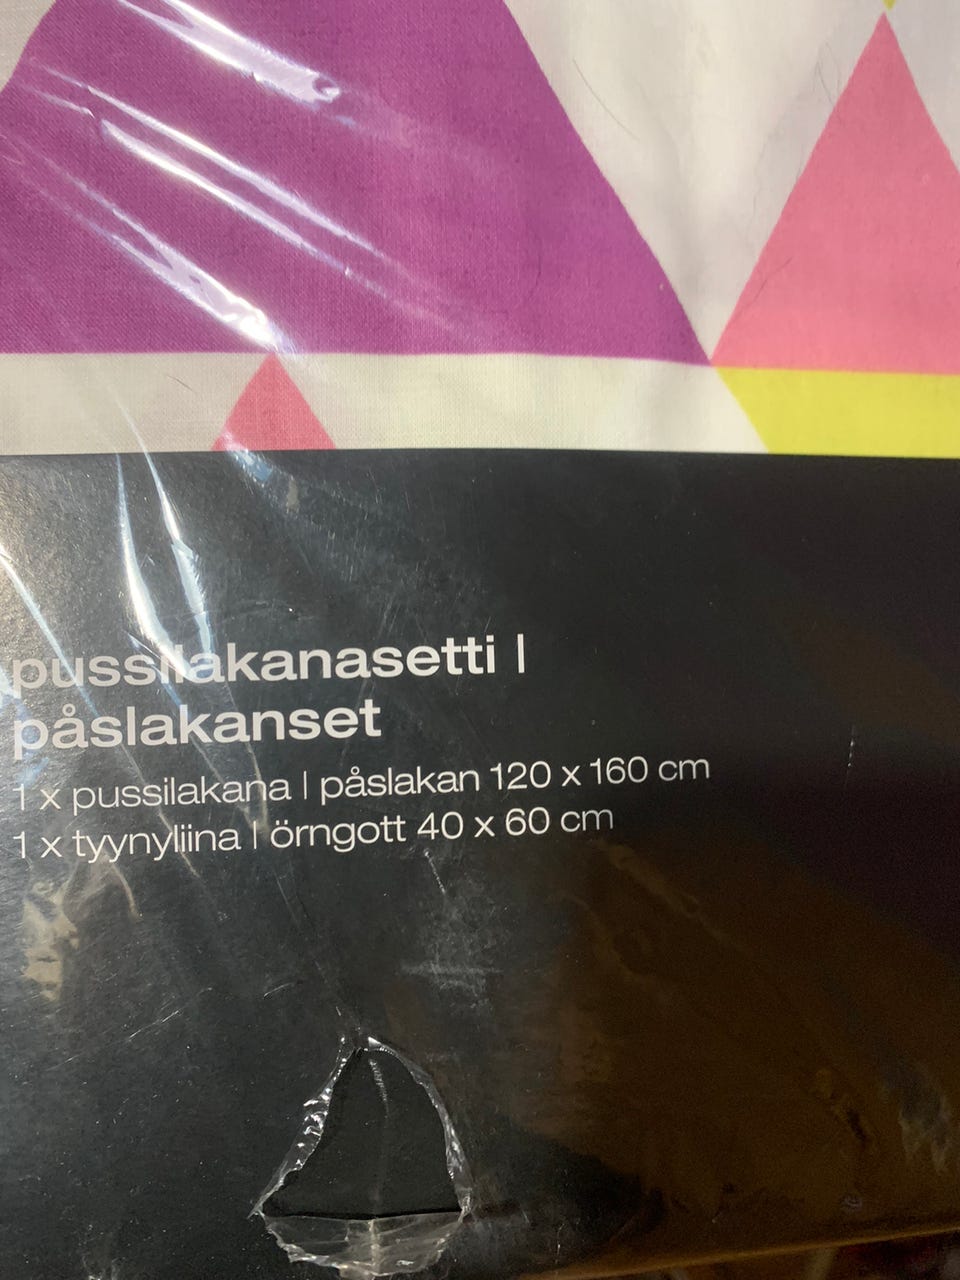 pussilakanasetti |
påslakanset
1 x pussilakana | påslakan 120 x 160 cm
1 x tyynyliina | örngott 40 x 60 cm